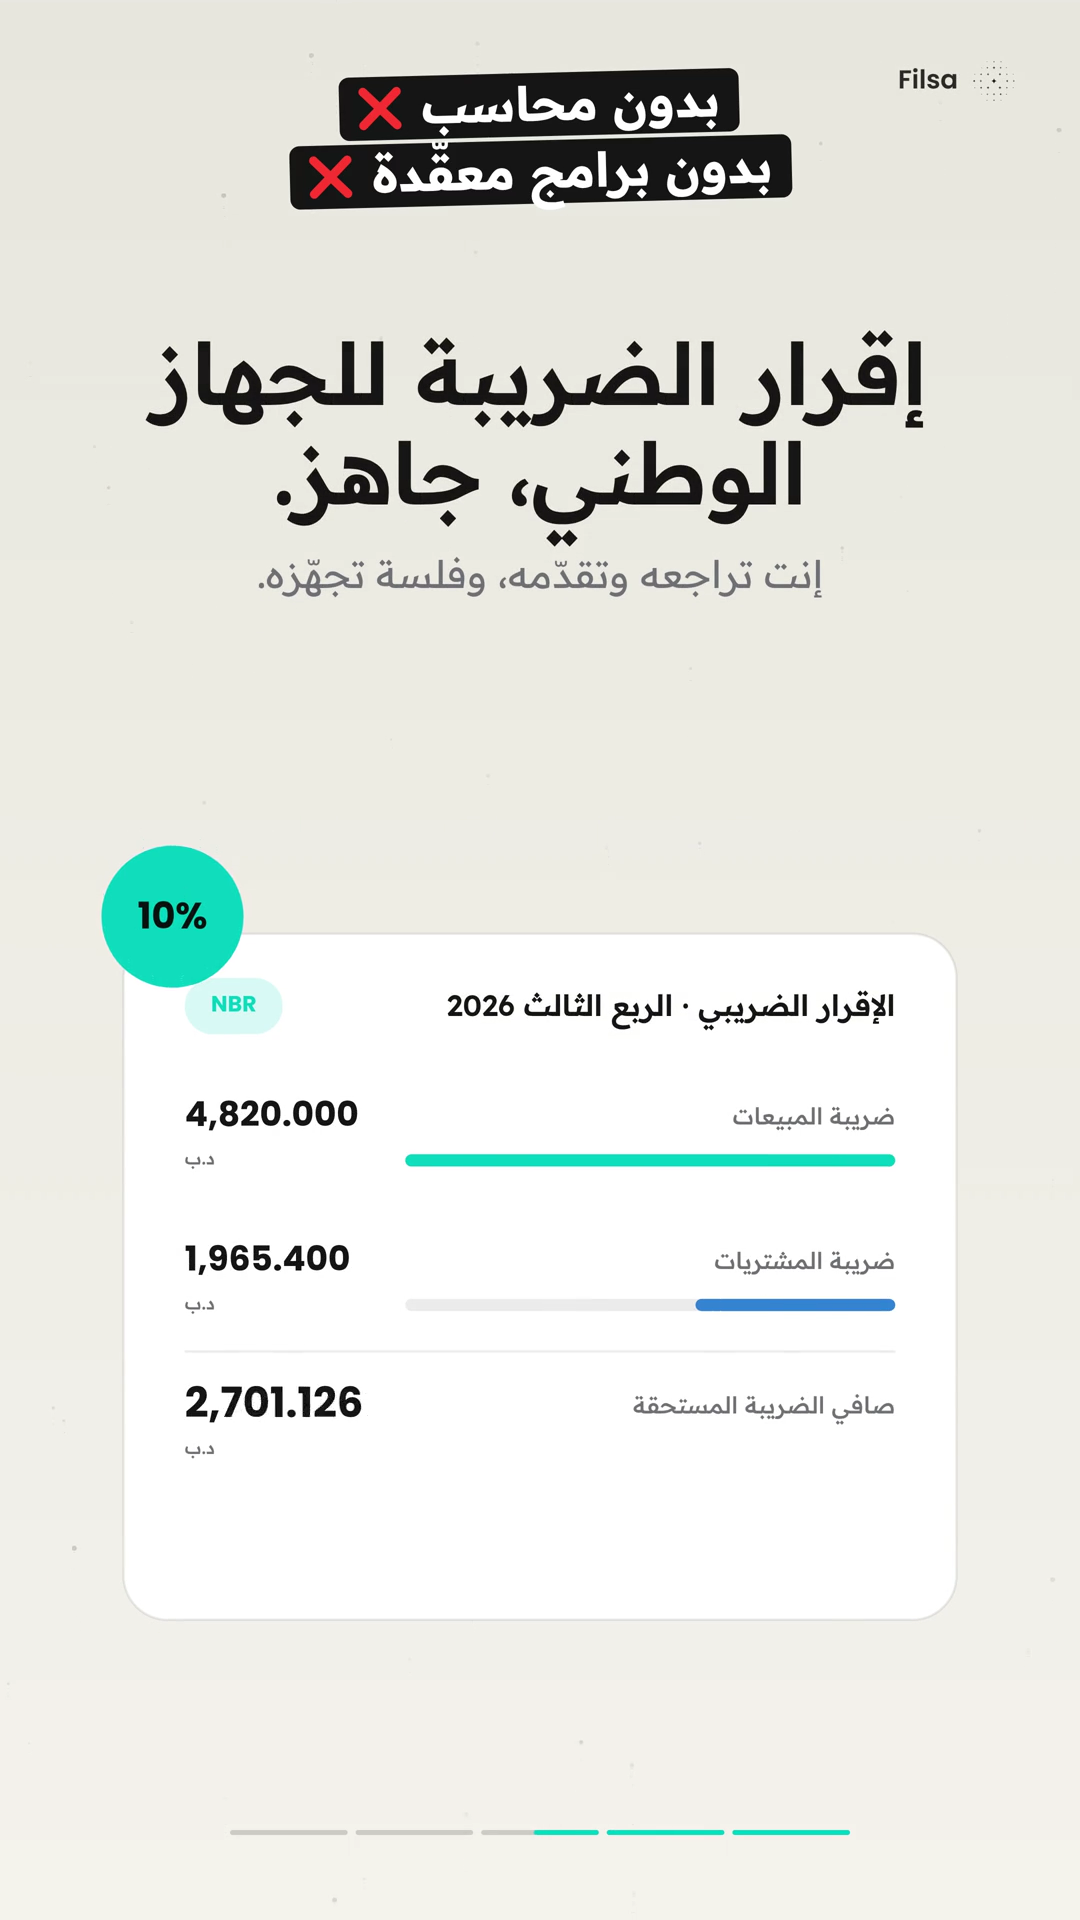 Filsa
بدون محاسب ❌
بدون برامج معقّدة ❌
إقرار الضريبة للجهاز
الوطني، جاهز.
إنت تراجعه وتقدّمه، وفلسة تجهّزه.
10%
الإقرار الضريبي · الربع الثالث 2026
NBR
ضريبة المبيعات
4,820.000
د.ب
ضريبة المشتريات
1,965.400
د.ب
صافي الضريبة المستحقة
2,701.126
د.ب